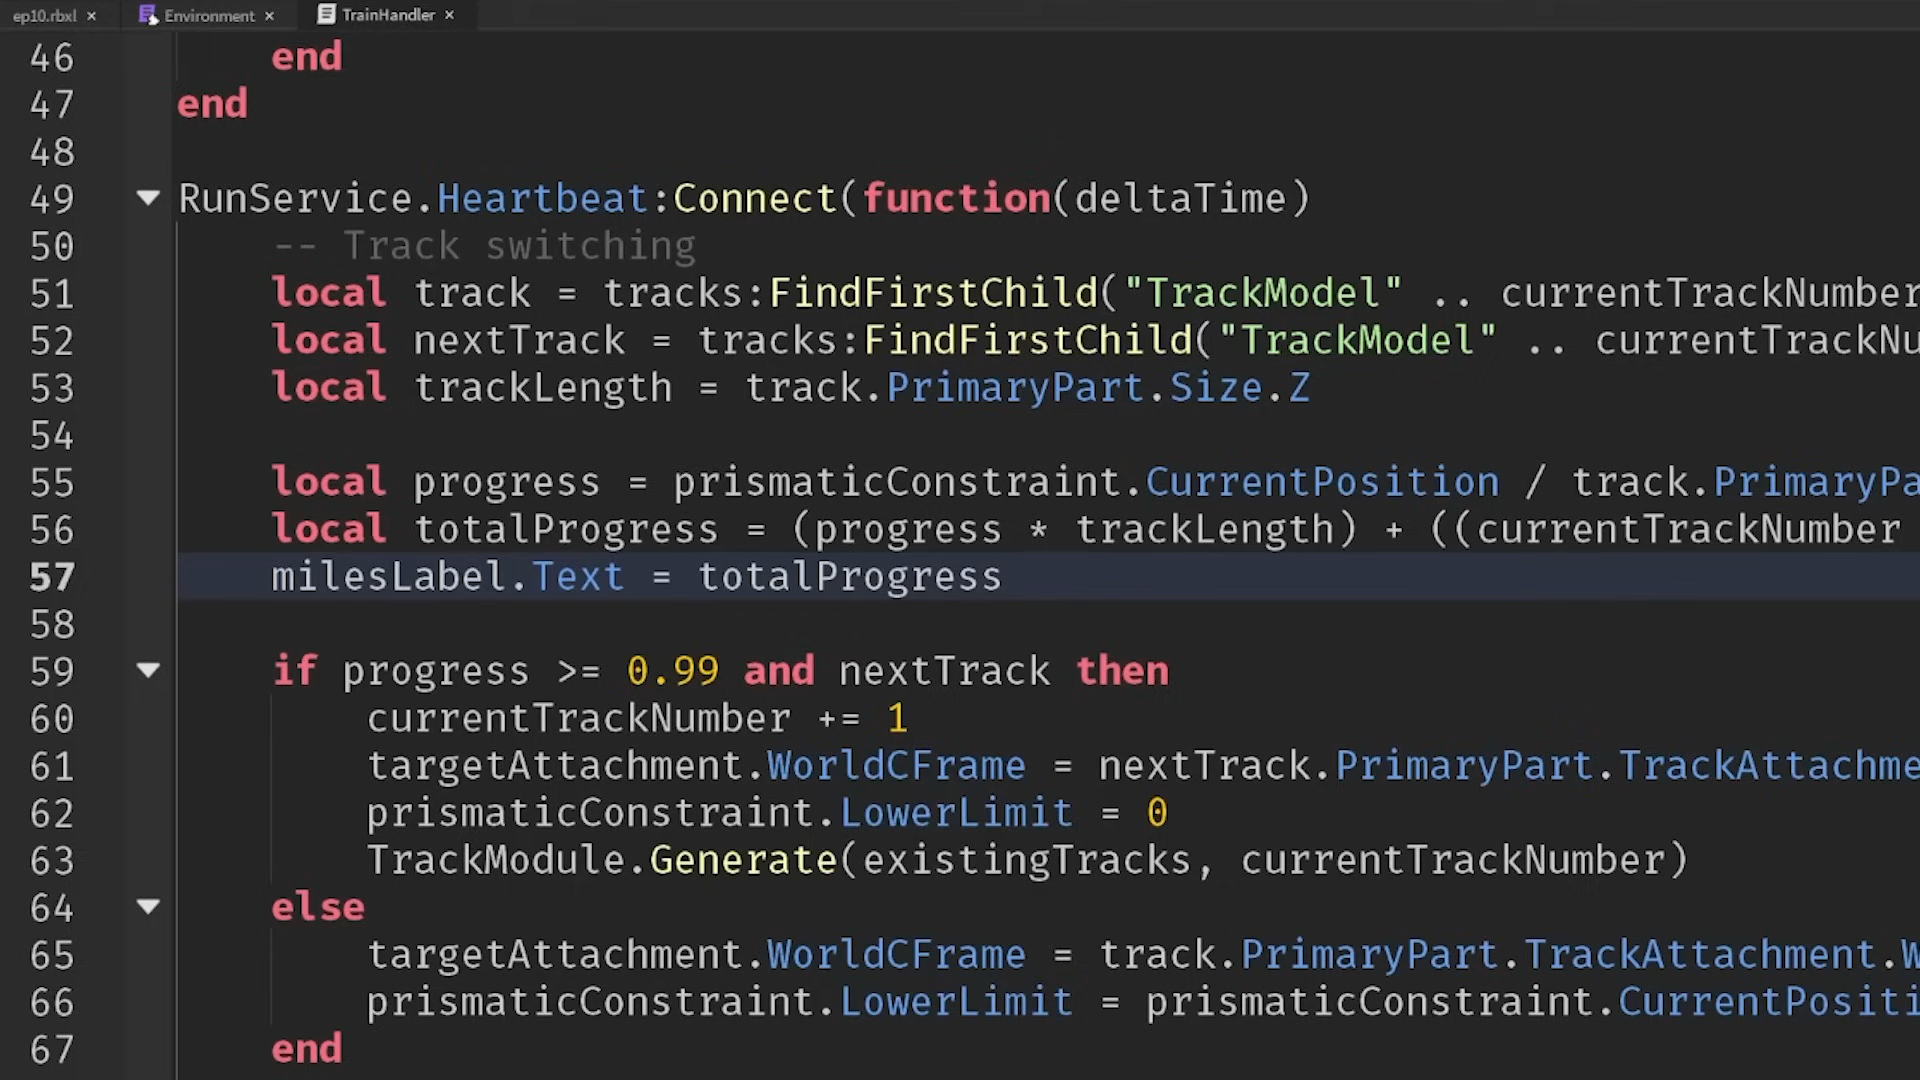 ep10.rbxl × Environment × TrainHandler ×
46 end
47 end
48
49 RunService.Heartbeat:Connect(function(deltaTime)
50 -- Track switching
51 local track = tracks:FindFirstChild("TrackModel" .. currentTrackNumber
52 local nextTrack = tracks:FindFirstChild("TrackModel" .. currentTrackNu
53 local trackLength = track.PrimaryPart.Size.Z
54
55 local progress = prismaticConstraint.CurrentPosition / track.PrimaryPa
56 local totalProgress = (progress * trackLength) + ((currentTrackNumber
57 milesLabel.Text = totalProgress
58
59 if progress >= 0.99 and nextTrack then
60 currentTrackNumber += 1
61 targetAttachment.WorldCFrame = nextTrack.PrimaryPart.TrackAttachme
62 prismaticConstraint.LowerLimit = 0
63 TrackModule.Generate(existingTracks, currentTrackNumber)
64 else
65 targetAttachment.WorldCFrame = track.PrimaryPart.TrackAttachment.W
66 prismaticConstraint.LowerLimit = prismaticConstraint.CurrentPositi
67 end